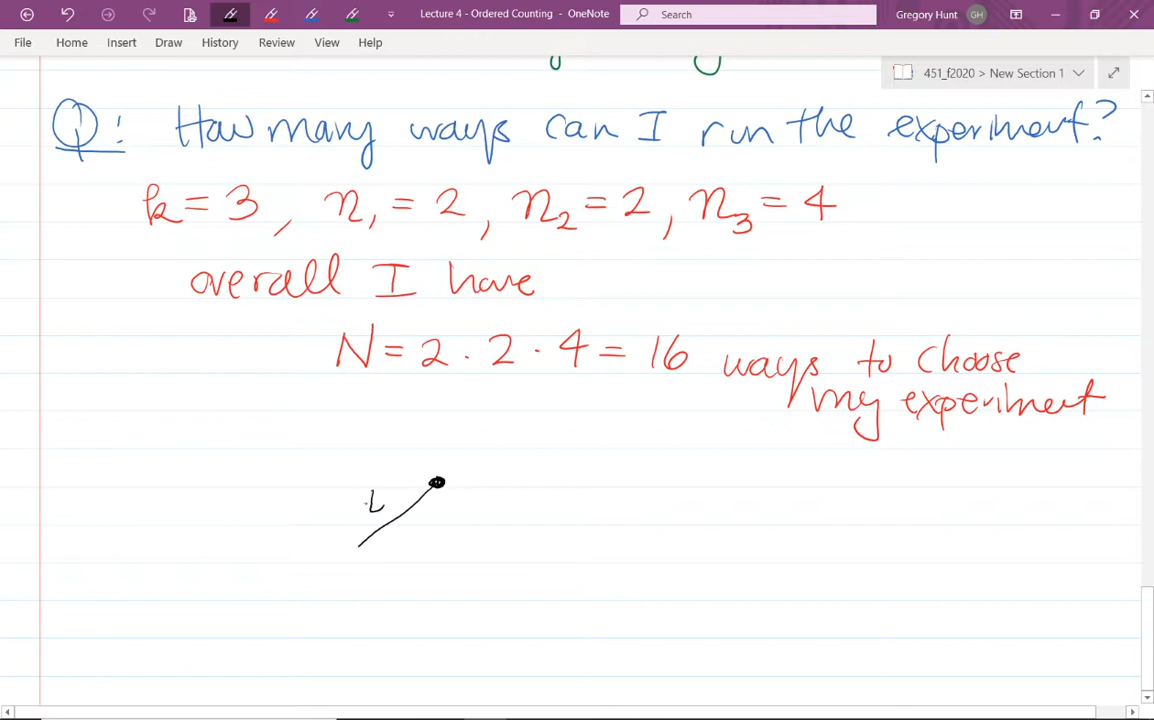 Lecture 4 - Ordered Counting - OneNote
Search
Gregory Hunt
GH
File Home Insert Draw History Review View Help
451_f2020 > New Section 1
Q: How many ways can I run the experiment?
k = 3, n₁ = 2, n₂ = 2, n₃ = 4
overall I have
N = 2 · 2 · 4 = 16 ways to choose
my experiment
L